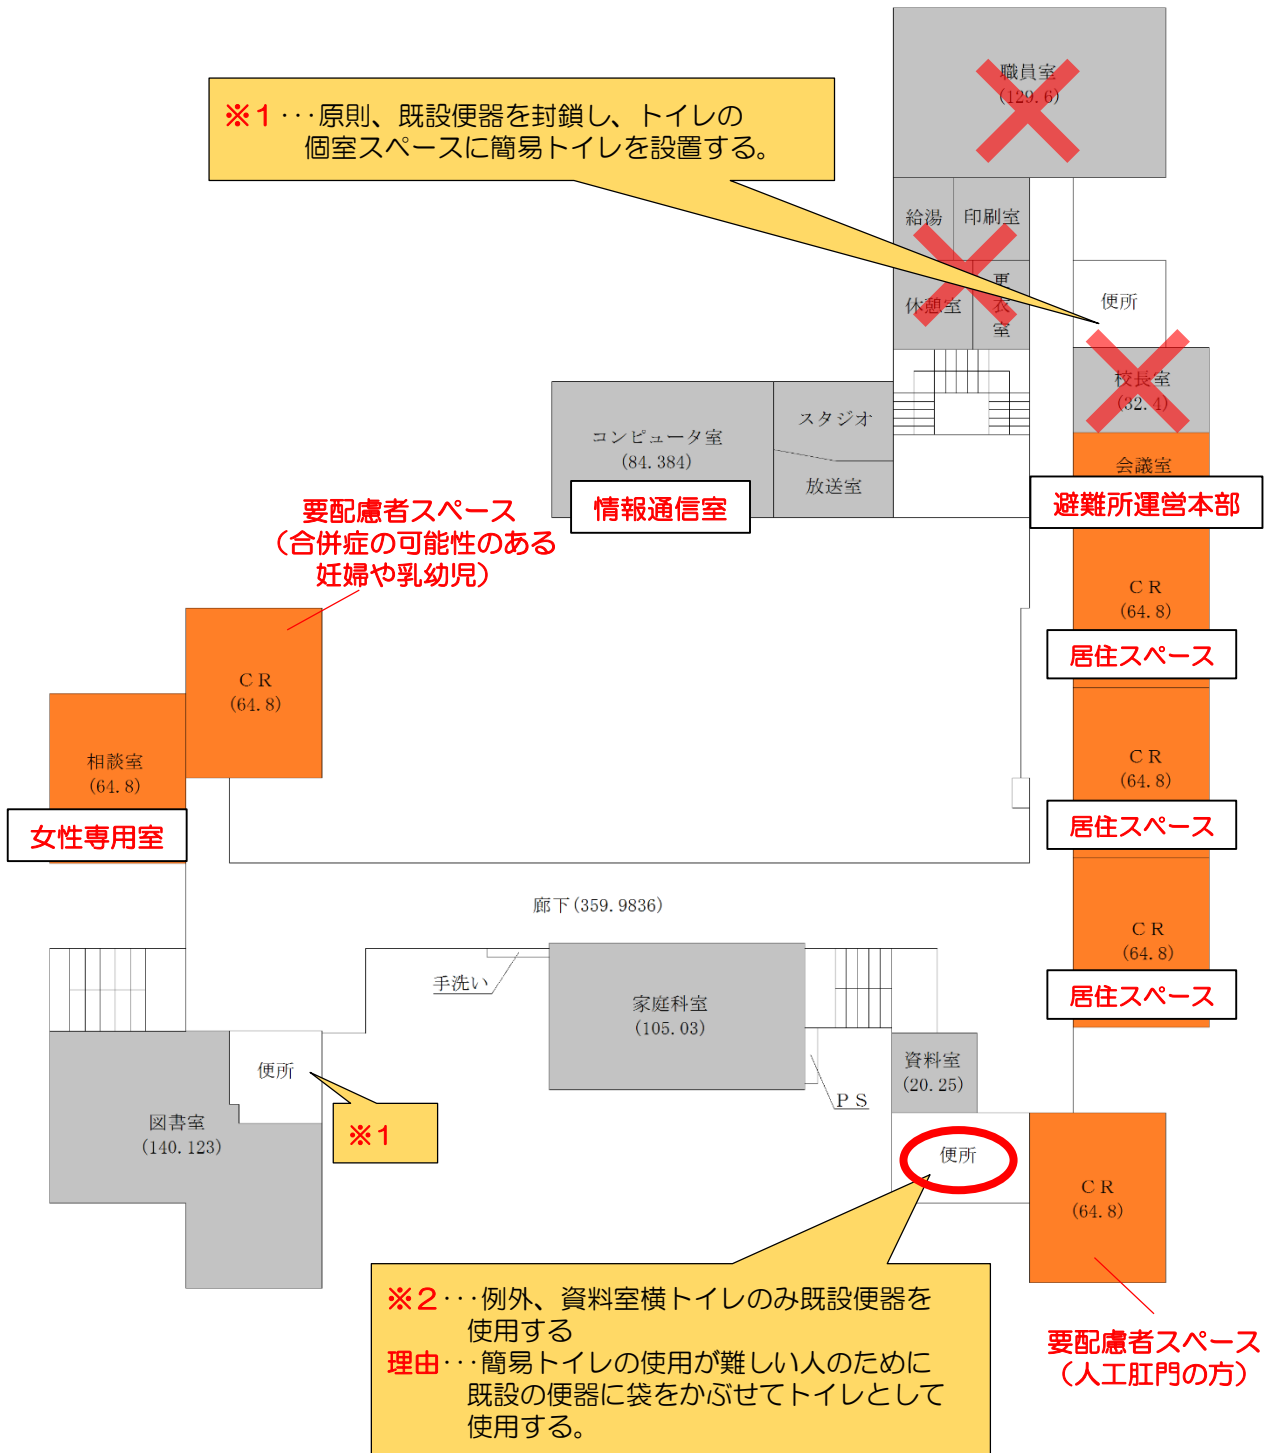 職員室
(129.6)
※１…原則、既設便器を封鎖し、トイレの
個室スペースに簡易トイレを設置する。
給湯
印刷室
休憩室
更衣室
便所
校長室
(32.4)
コンピュータ室
(84.384)
スタジオ
放送室
情報通信室
会議室
避難所運営本部
要配慮者スペース
（合併症の可能性のある
妊婦や乳幼児）
ＣＲ
(64.8)
居住スペース
ＣＲ
(64.8)
相談室
(64.8)
女性専用室
ＣＲ
(64.8)
居住スペース
廊下(359.9836)
ＣＲ
(64.8)
居住スペース
手洗い
家庭科室
(105.03)
便所
資料室
(20.25)
ＰＳ
図書室
(140.123)
※１
便所
ＣＲ
(64.8)
※２…例外、資料室横トイレのみ既設便器を
使用する
理由…簡易トイレの使用が難しい人のために
既設の便器に袋をかぶせてトイレとして
使用する。
要配慮者スペース
（人工肛門の方）